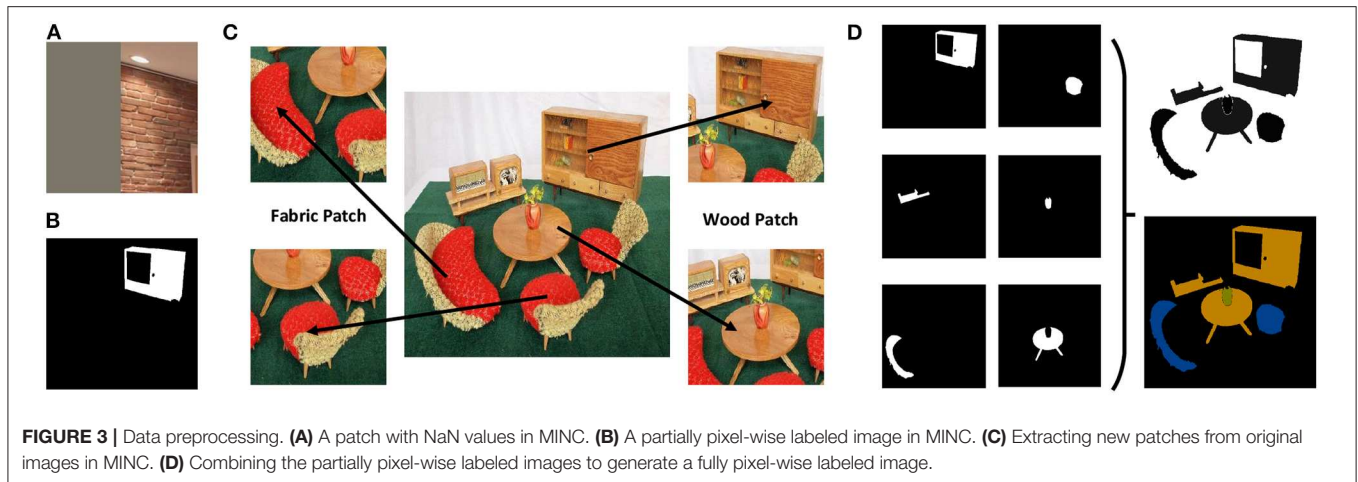 A
C
D
B
Fabric Patch
Wood Patch
FIGURE 3 | Data preprocessing. (A) A patch with NaN values in MINC. (B) A partially pixel-wise labeled image in MINC. (C) Extracting new patches from original
images in MINC. (D) Combining the partially pixel-wise labeled images to generate a fully pixel-wise labeled image.